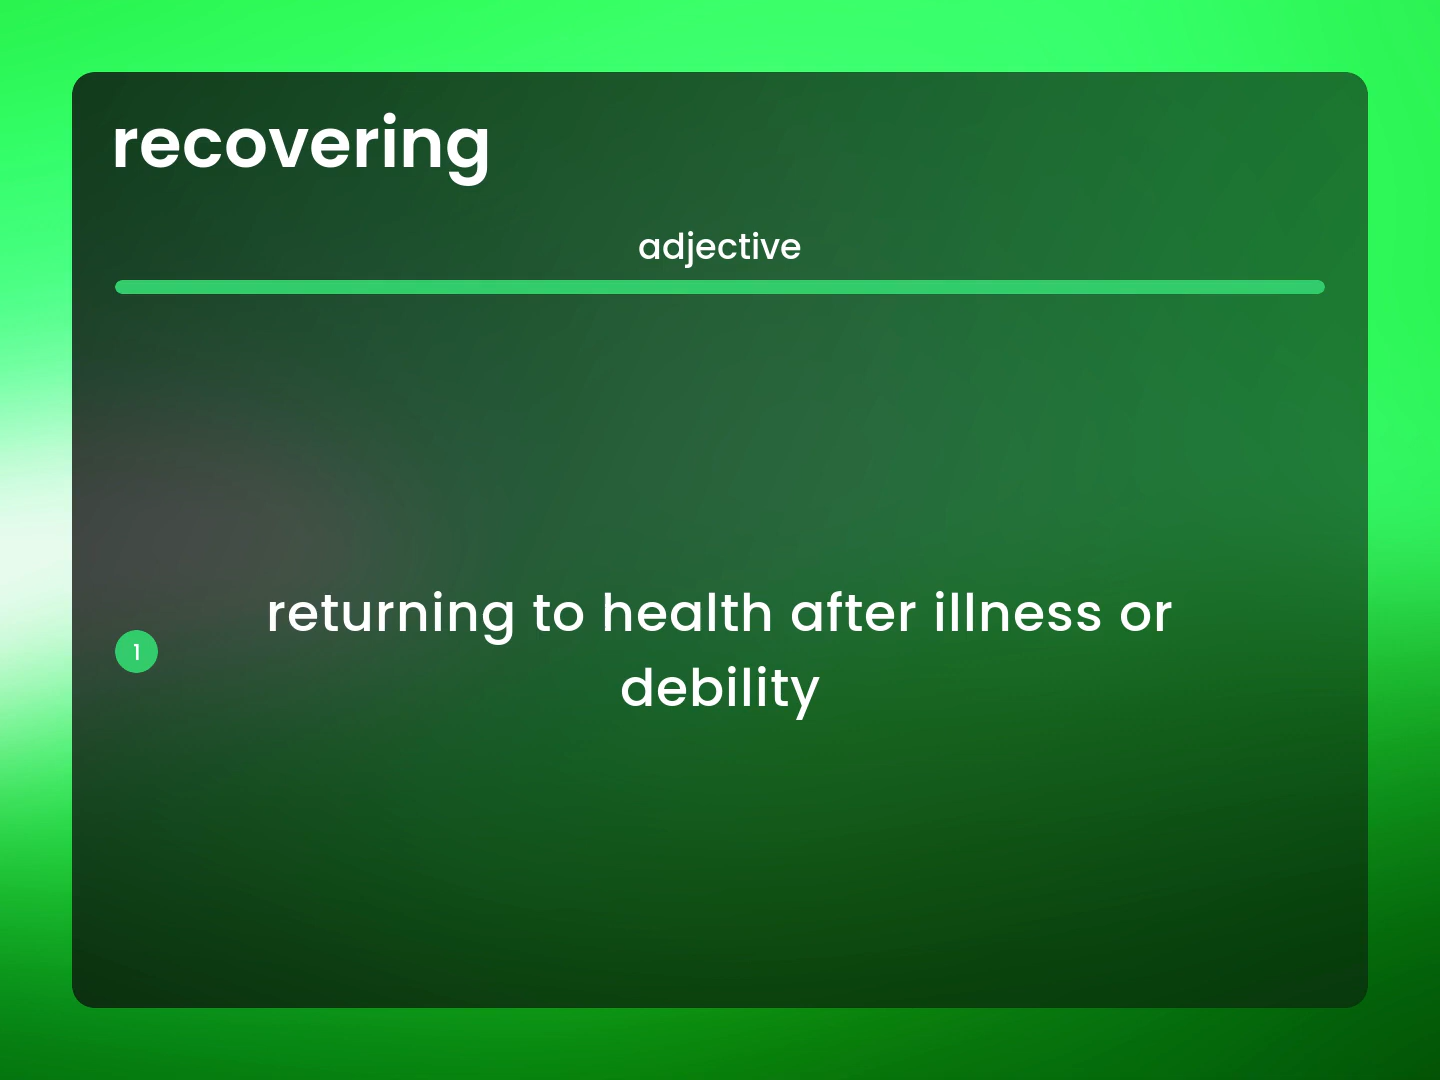 recovering
adjective
1
returning to health after illness or
debility